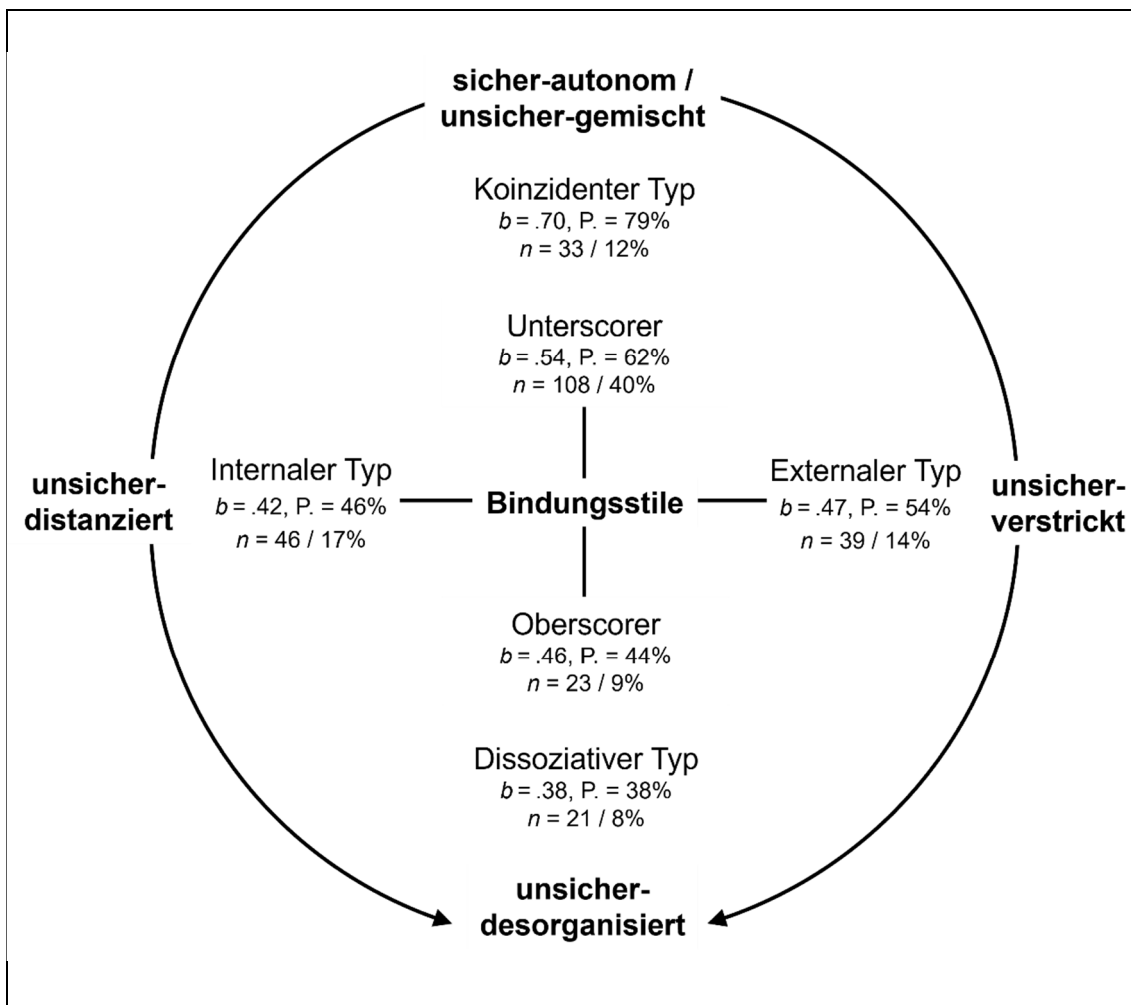 sicher-autonom /
unsicher-gemischt
Koinzidenter Typ
b = .70, P. = 79%
n = 33 / 12%
Unterscorer
b = .54, P. = 62%
n = 108 / 40%
unsicher-
distanziert
Internaler Typ
b = .42, P. = 46%
n = 46 / 17%
Bindungsstile
Externaler Typ
b = .47, P. = 54%
n = 39 / 14%
unsicher-
verstrickt
Oberscorer
b = .46, P. = 44%
n = 23 / 9%
Dissoziativer Typ
b = .38, P. = 38%
n = 21 / 8%
unsicher-
desorganisiert